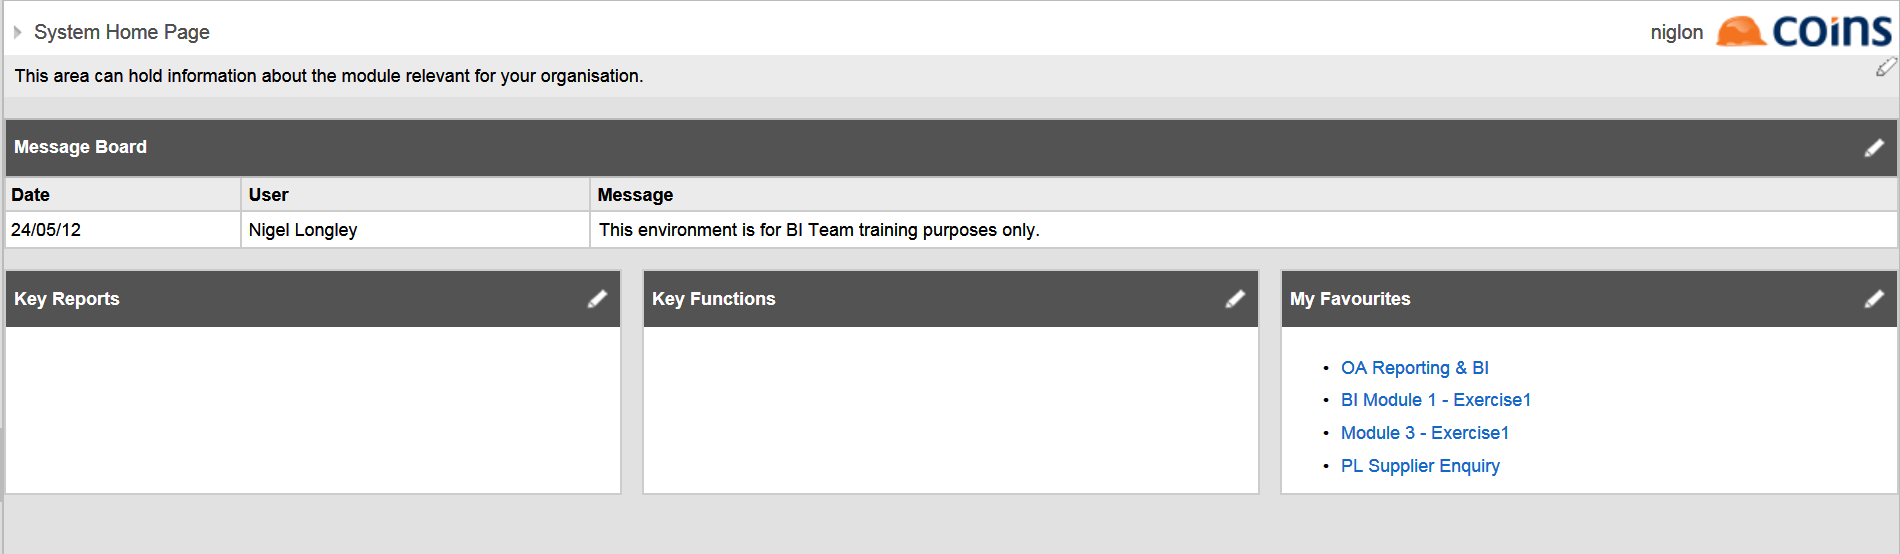 System Home Page
niglon
coins
This area can hold information about the module relevant for your organisation.
Message Board
Date User Message
24/05/12 Nigel Longley This environment is for BI Team training purposes only.
Key Reports
Key Functions
My Favourites
• OA Reporting & BI
• BI Module 1 - Exercise1
• Module 3 - Exercise1
• PL Supplier Enquiry